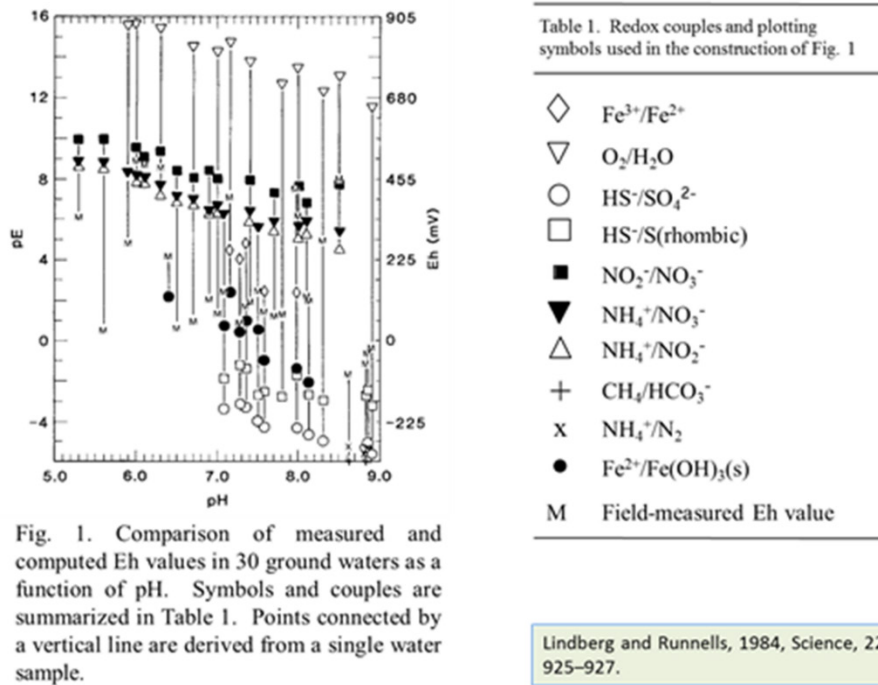 16
12
8
4
0
−4
pE
905
680
455
225
0
-225
Eh (mV)
5.0 6.0 7.0 8.0 9.0
pH
Fig. 1. Comparison of measured and
computed Eh values in 30 ground waters as a
function of pH. Symbols and couples are
summarized in Table 1. Points connected by
a vertical line are derived from a single water
sample.
Table 1. Redox couples and plotting
symbols used in the construction of Fig. 1
Fe³⁺/Fe²⁺
O₂/H₂O
HS⁻/SO₄²⁻
HS⁻/S(rhombic)
NO₂⁻/NO₃⁻
NH₄⁺/NO₃⁻
NH₄⁺/NO₂⁻
CH₄/HCO₃⁻
x NH₄⁺/N₂
Fe²⁺/Fe(OH)₃(s)
M Field-measured Eh value
Lindberg and Runnells, 1984, Science, 22
925–927.